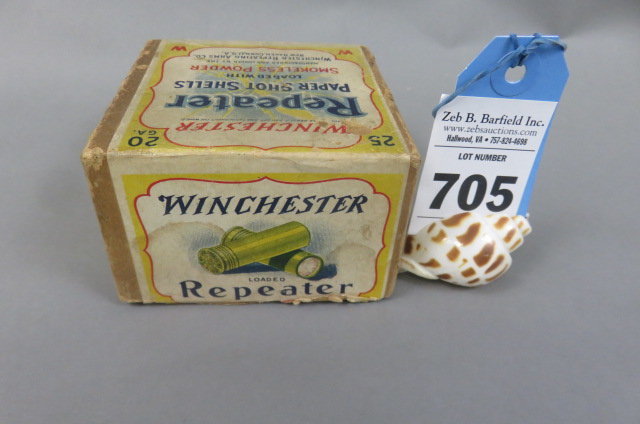 W
W
WINCHESTER REPEATING ARMS CO.
SMOKELESS POWDER
LOADED WITH
PAPER SHOT SHELLS
Repeater
WINCHESTER
20
GA.
25
WINCHESTER
LOADED
Repeater
Zeb B. Barfield Inc.
www.zebsauctions.com
Hallwood, VA • 757-824-4698
LOT NUMBER
705